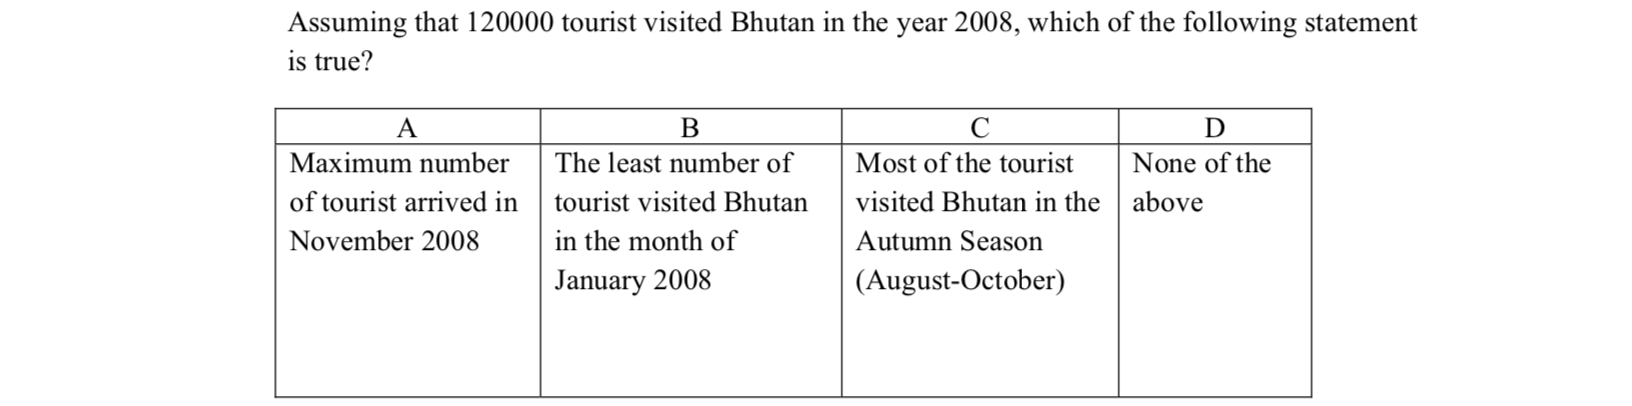 Assuming that 120000 tourist visited Bhutan in the year 2008, which of the following statement
is true?
A B C D
Maximum number The least number of Most of the tourist None of the
of tourist arrived in tourist visited Bhutan visited Bhutan in the above
November 2008 in the month of Autumn Season
January 2008 (August-October)